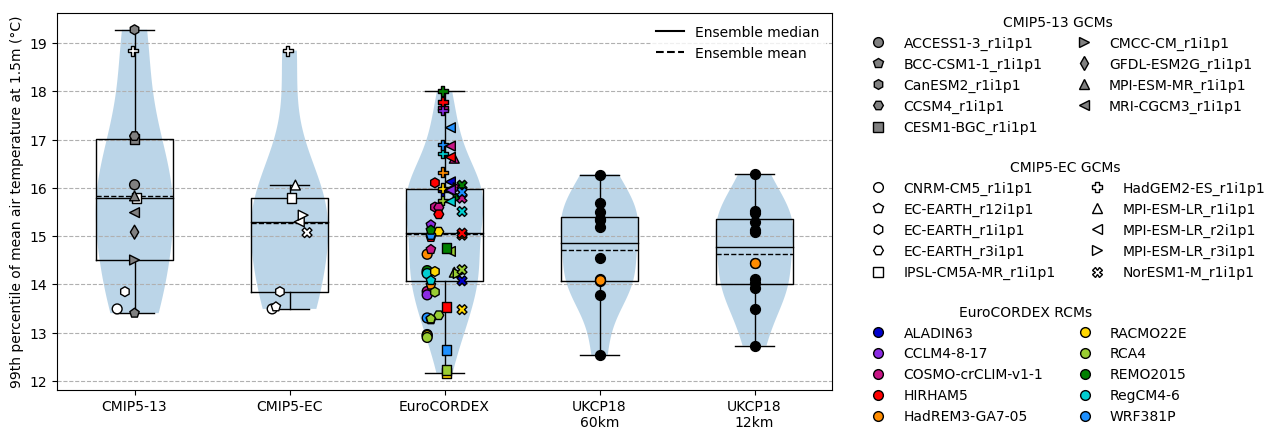 99th percentile of mean air temperature at 1.5m (°C)
19
18
17
16
15
14
13
12
Ensemble median
Ensemble mean
CMIP5-13
CMIP5-EC
EuroCORDEX
UKCP18
60km
UKCP18
12km
CMIP5-13 GCMs
ACCESS1-3_r1i1p1
BCC-CSM1-1_r1i1p1
CanESM2_r1i1p1
CCSM4_r1i1p1
CESM1-BGC_r1i1p1
CMCC-CM_r1i1p1
GFDL-ESM2G_r1i1p1
MPI-ESM-MR_r1i1p1
MRI-CGCM3_r1i1p1
CMIP5-EC GCMs
CNRM-CM5_r1i1p1
EC-EARTH_r12i1p1
EC-EARTH_r1i1p1
EC-EARTH_r3i1p1
IPSL-CM5A-MR_r1i1p1
HadGEM2-ES_r1i1p1
MPI-ESM-LR_r1i1p1
MPI-ESM-LR_r2i1p1
MPI-ESM-LR_r3i1p1
NorESM1-M_r1i1p1
EuroCORDEX RCMs
ALADIN63
CCLM4-8-17
COSMO-crCLIM-v1-1
HIRHAM5
HadREM3-GA7-05
RACMO22E
RCA4
REMO2015
RegCM4-6
WRF381P